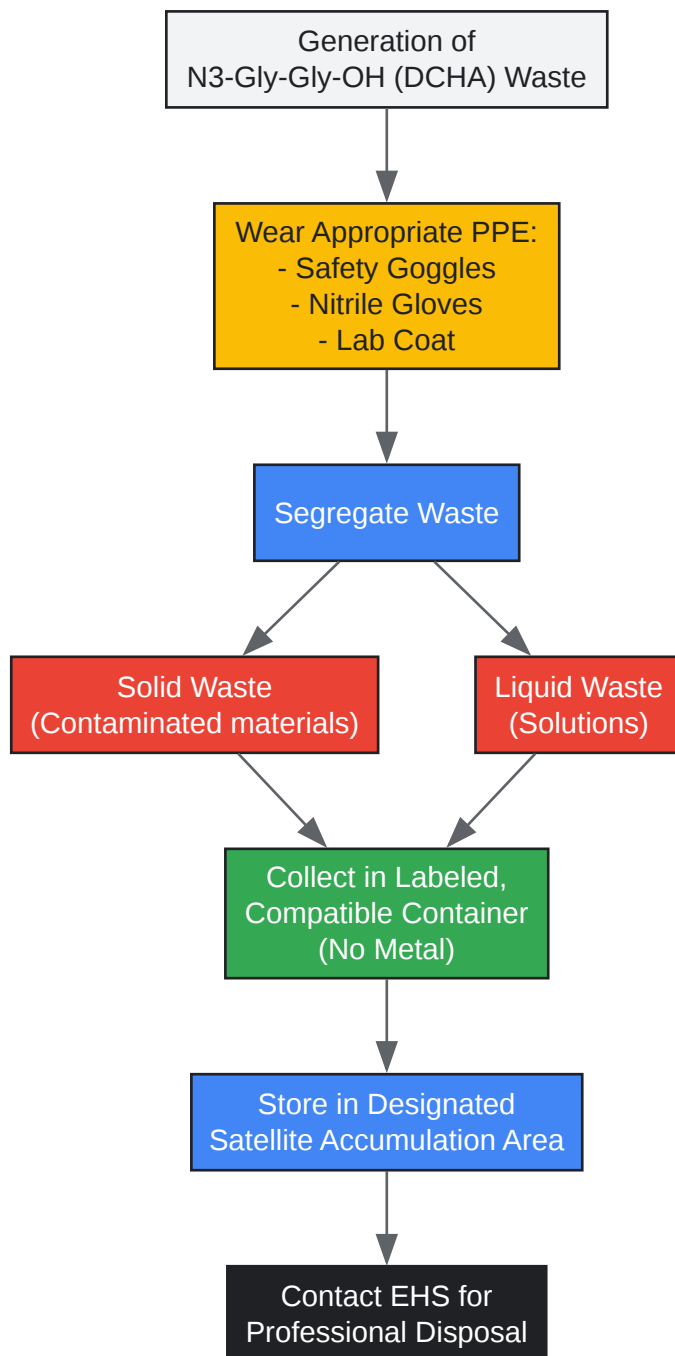 Generation of
N3-Gly-Gly-OH (DCHA) Waste
Wear Appropriate PPE:
- Safety Goggles
- Nitrile Gloves
- Lab Coat
Segregate Waste
Solid Waste
(Contaminated materials)
Liquid Waste
(Solutions)
Collect in Labeled,
Compatible Container
(No Metal)
Store in Designated
Satellite Accumulation Area
Contact EHS for
Professional Disposal